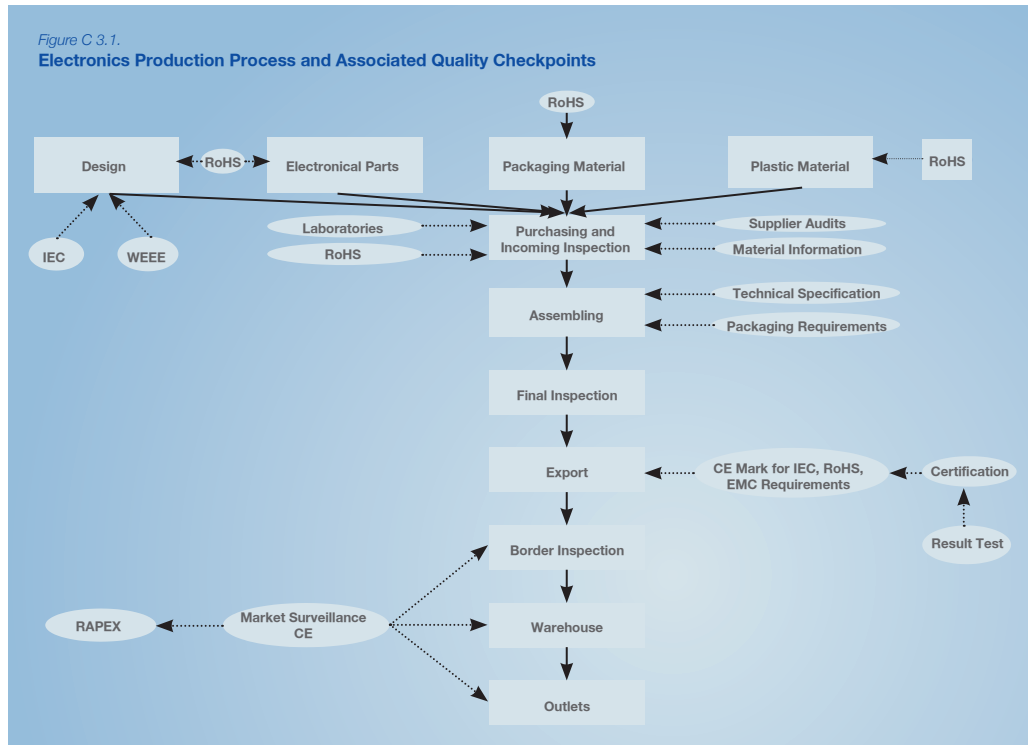 Figure C 3.1.
Electronics Production Process and Associated Quality Checkpoints
RoHS
Design
RoHS
Electronical Parts
Packaging Material
Plastic Material
RoHS
IEC
WEEE
Laboratories
RoHS
Purchasing and
Incoming Inspection
Supplier Audits
Material Information
Assembling
Technical Specification
Packaging Requirements
Final Inspection
Export
CE Mark for IEC, RoHS,
EMC Requirements
Certification
Result Test
Border Inspection
RAPEX
Market Surveillance
CE
Warehouse
Outlets